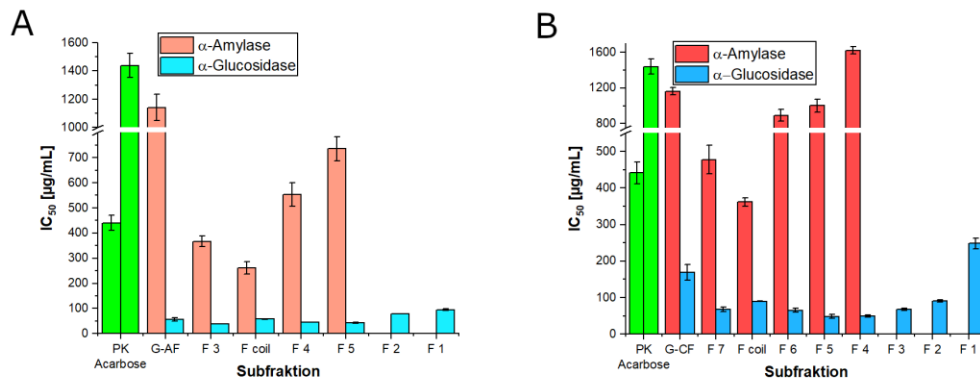 A
α-Amylase
α-Glucosidase
1600
1400
1200
1000
700
600
500
400
300
200
100
0
IC50 [µg/mL]
PK Acarbose
G-AF
F 3
F coil
F 4
F 5
F 2
F 1
Subfraktion
B
α-Amylase
α–Glucosidase
1600
1200
800
500
400
300
200
100
0
IC50 [µg/mL]
PK Acarbose
G-CF
F 7
F coil
F 6
F 5
F 4
F 3
F 2
F 1
Subfraktion